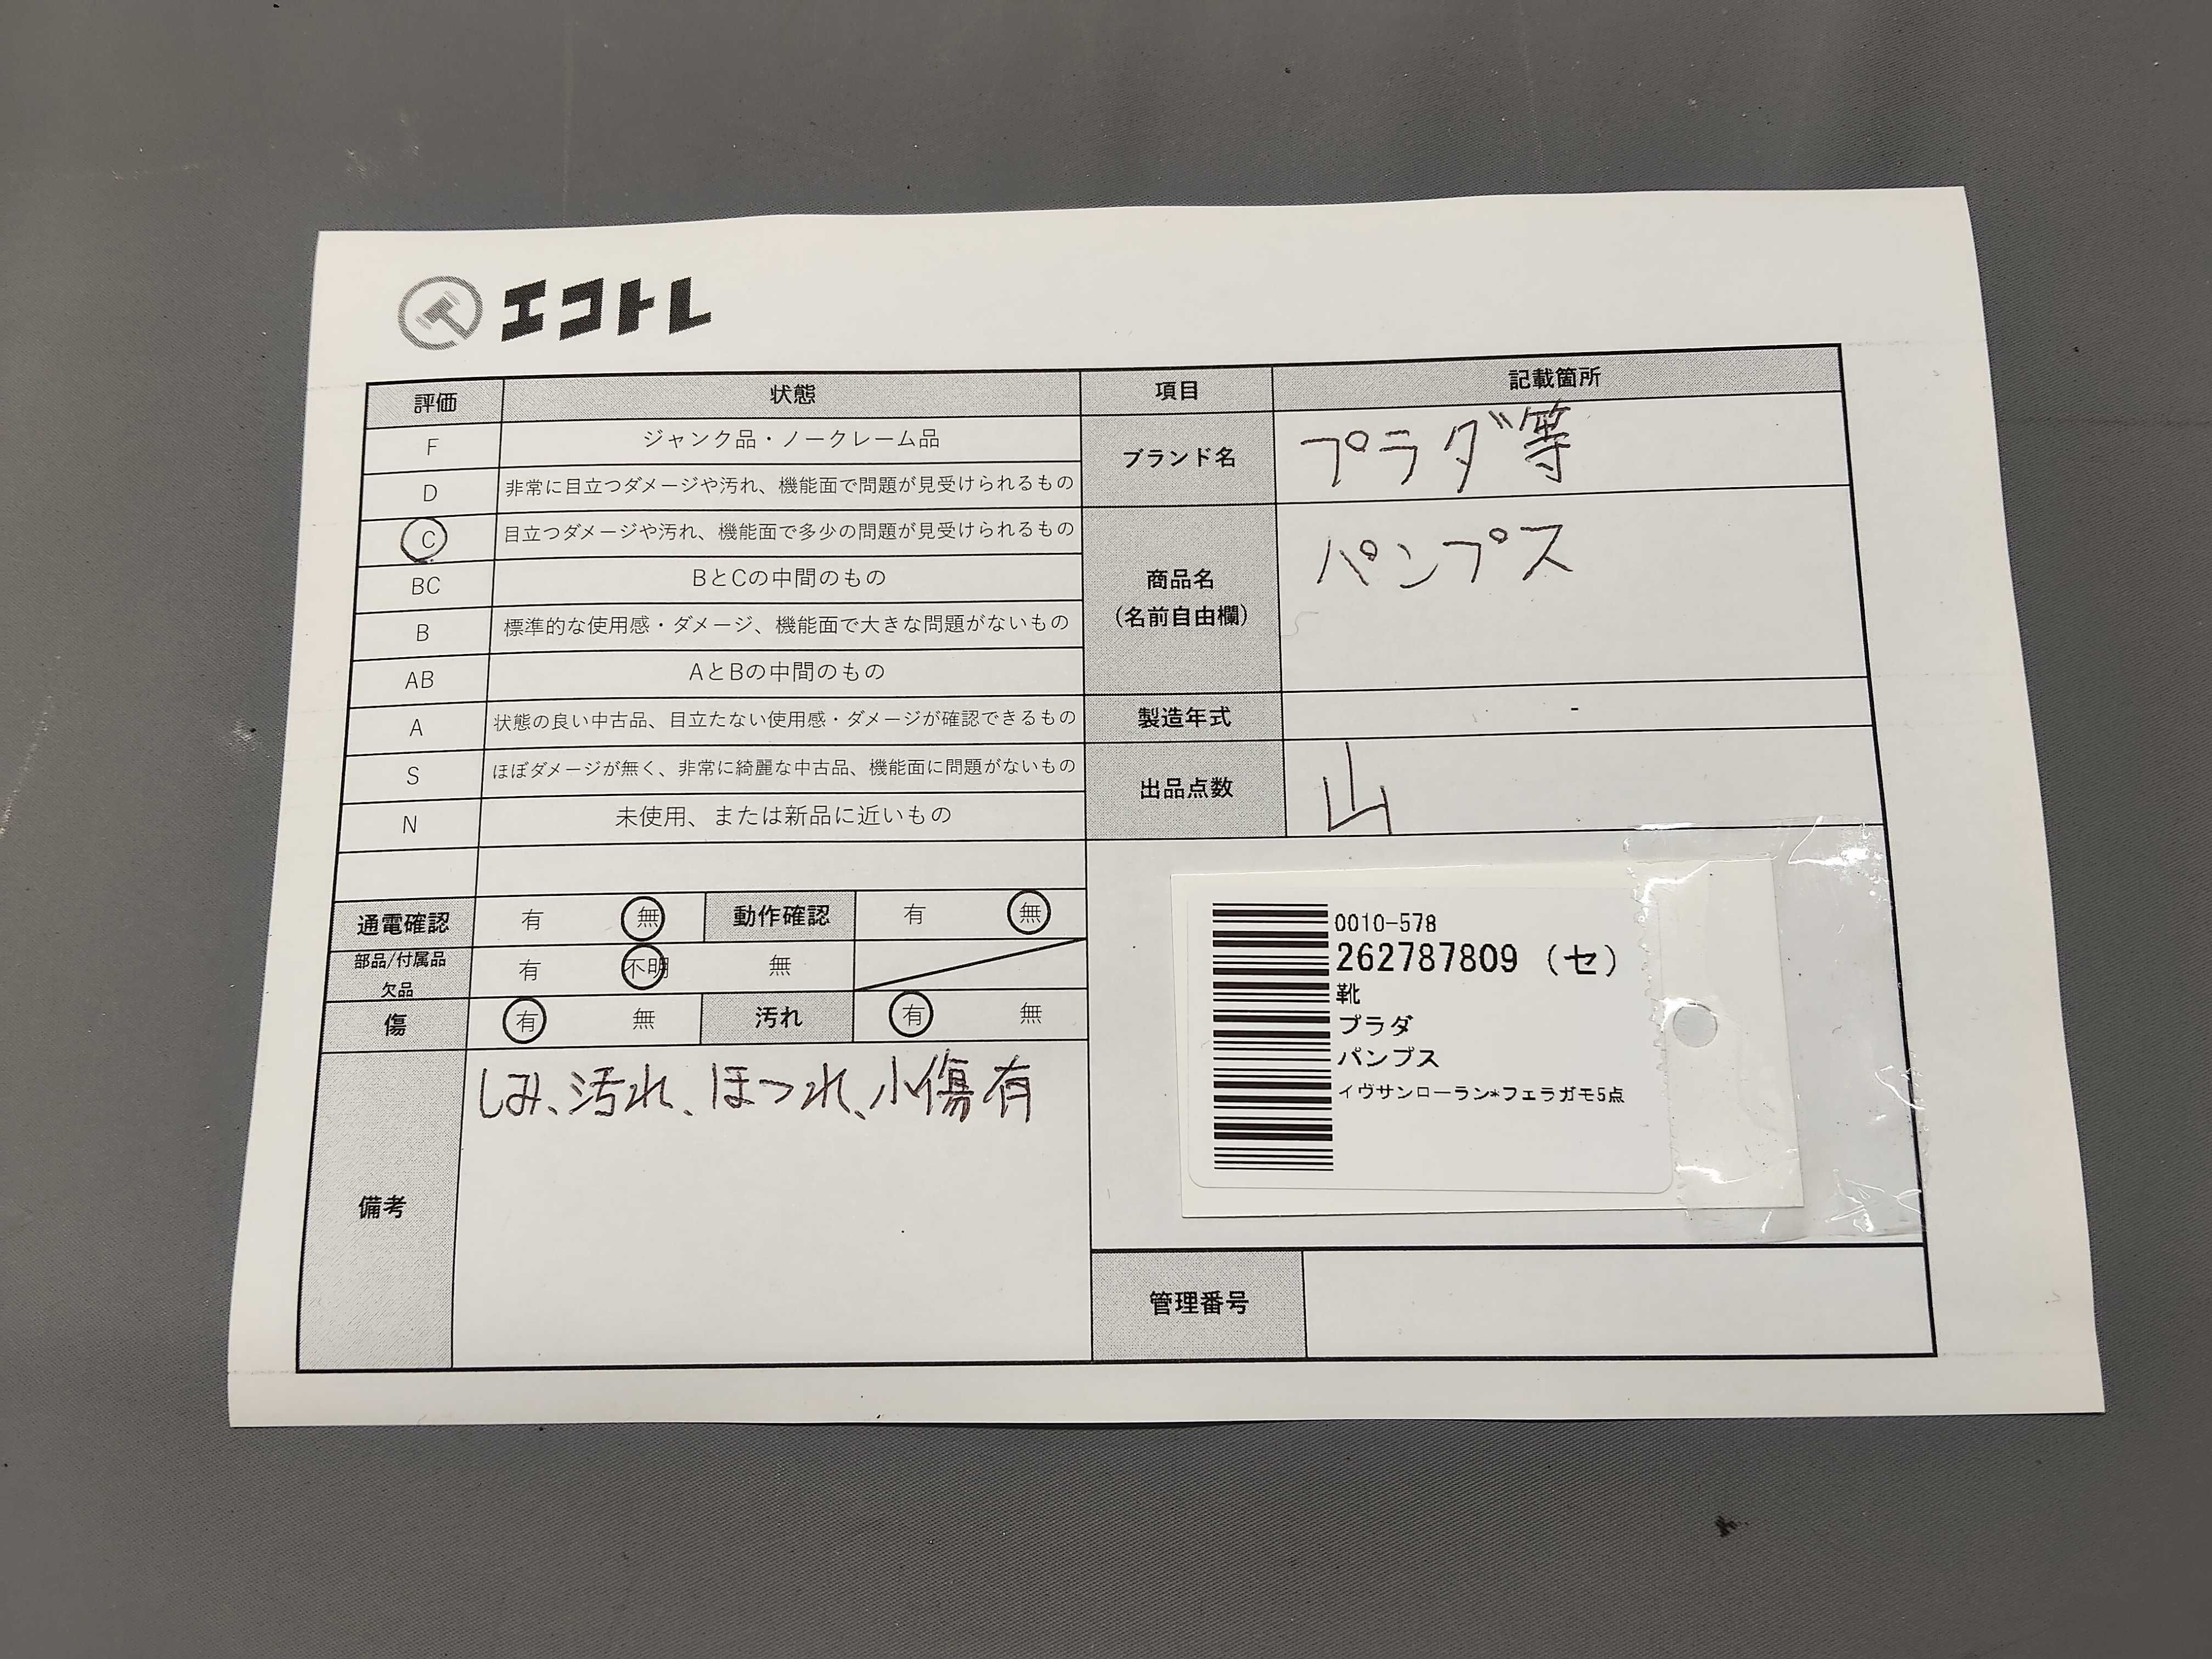 エコトレ
評価 状態 項目 記載箇所
F ジャンク品・ノークレーム品
D 非常に目立つダメージや汚れ、機能面で問題が見受けられるもの
C 目立つダメージや汚れ、機能面で多少の問題が見受けられるもの
BC BとCの中間のもの
B 標準的な使用感・ダメージ、機能面で大きな問題がないもの
AB AとBの中間のもの
A 状態の良い中古品、目立たない使用感・ダメージが確認できるもの
S ほぼダメージが無く、非常に綺麗な中古品、機能面に問題がないもの
N 未使用、または新品に近いもの
ブランド名 プラダ等
商品名 パンプス
(名前自由欄)
製造年式 -
出品点数 山
通電確認 有 無 動作確認 有 無
部品/付属品 有 不明 無
欠品
傷 有 無 汚れ 有 無
備考 しみ、汚れ、ほつれ、小傷有
0010-578
262787809 (セ)
靴
プラダ
パンプス
イヴサンローラン*フェラガモ5点
管理番号